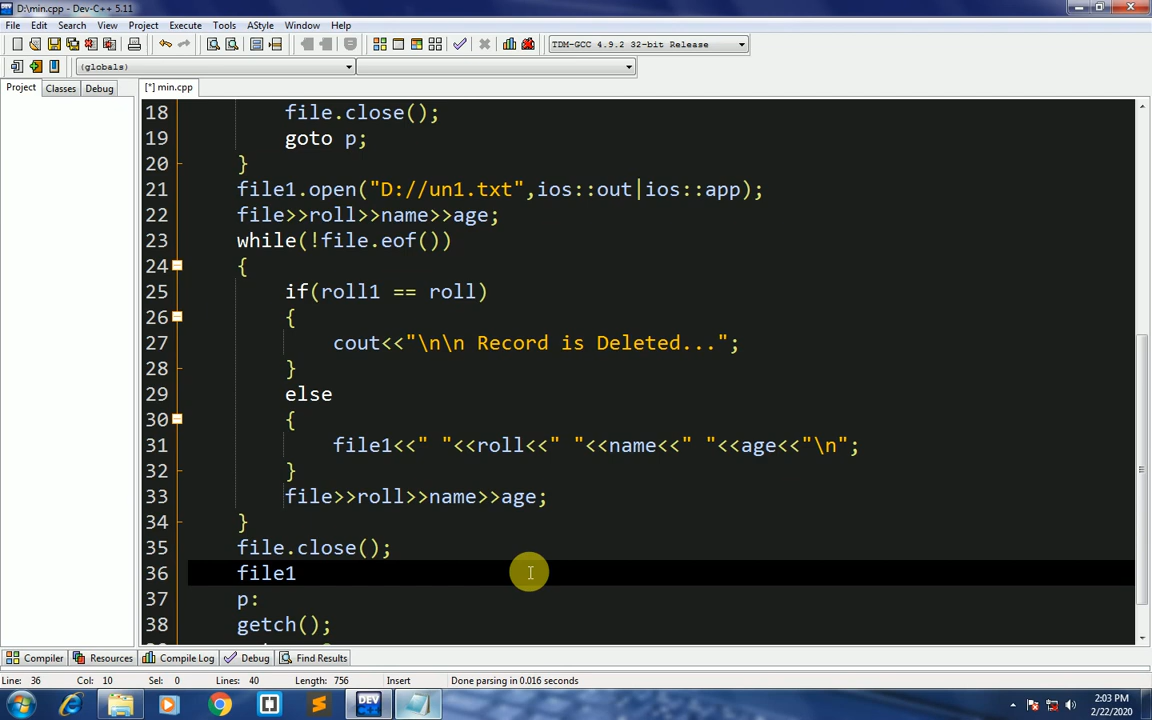 D:\min.cpp - Dev-C++ 5.11
File Edit Search View Project Execute Tools AStyle Window Help
TDM-GCC 4.9.2 32-bit Release
(globals)
Project Classes Debug [*] min.cpp
18 file.close();
19 goto p;
20 }
21 file1.open("D://un1.txt",ios::out|ios::app);
22 file>>roll>>name>>age;
23 while(!file.eof())
24 {
25 if(roll1 == roll)
26 {
27 cout<<"\n\n Record is Deleted...";
28 }
29 else
30 {
31 file1<<" "<<roll<<" "<<name<<" "<<age<<"\n";
32 }
33 file>>roll>>name>>age;
34 }
35 file.close();
36 file1
37 p:
38 getch();
Compiler Resources Compile Log Debug Find Results
Line: 36 Col: 10 Sel: 0 Lines: 40 Length: 756 Insert Done parsing in 0.016 seconds
DEV
2:03 PM
2/22/2020